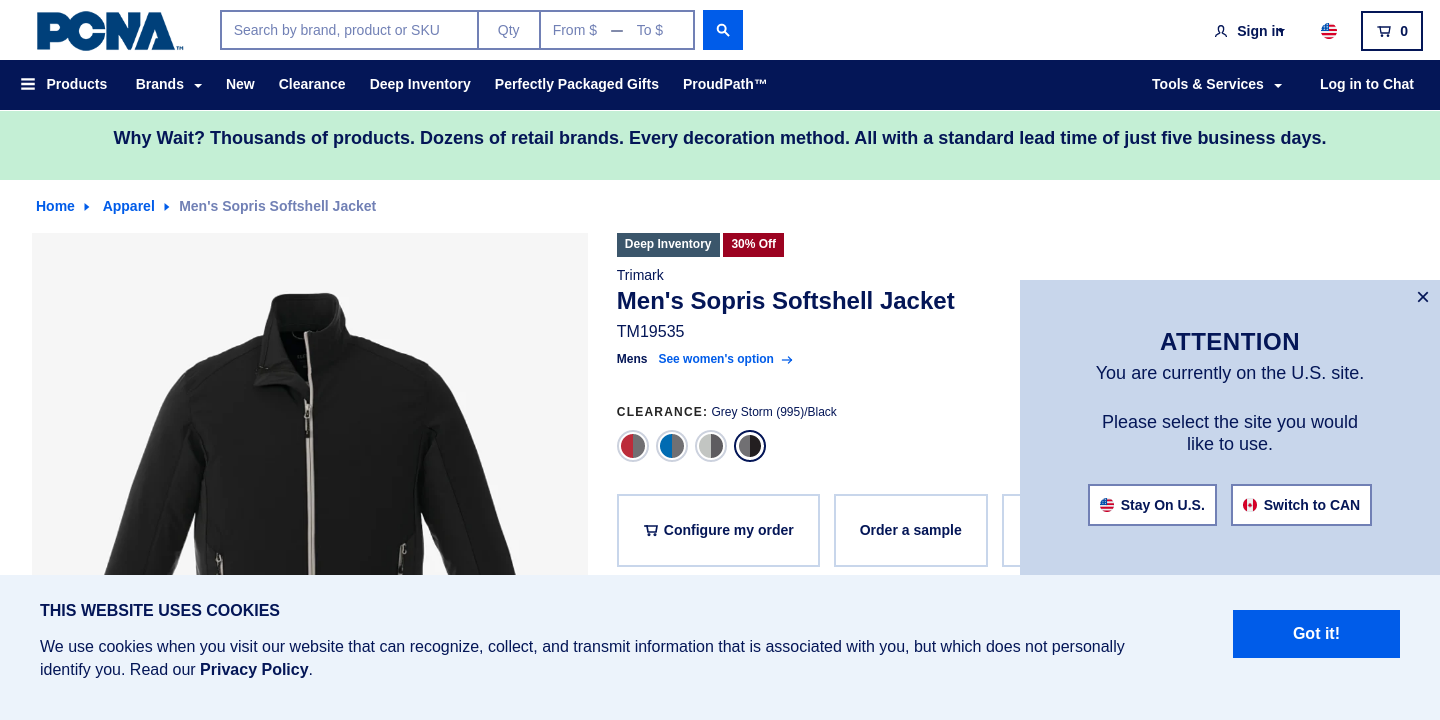 PCNA™
Search by brand, product or SKU
Qty
From $ — To $
Sign in
0
Products
Brands
New
Clearance
Deep Inventory
Perfectly Packaged Gifts
ProudPath™
Tools & Services
Log in to Chat
Why Wait? Thousands of products. Dozens of retail brands. Every decoration method. All with a standard lead time of just five business days.
Home
Apparel
Men's Sopris Softshell Jacket
Deep Inventory
30% Off
Trimark
Men's Sopris Softshell Jacket
TM19535
Mens
See women's option
CLEARANCE: Grey Storm (995)/Black
Configure my order
Order a sample
×
ATTENTION
You are currently on the U.S. site.
Please select the site you would
like to use.
Stay On U.S.
Switch to CAN
THIS WEBSITE USES COOKIES
We use cookies when you visit our website that can recognize, collect, and transmit information that is associated with you, but which does not personally
identify you. Read our Privacy Policy.
Got it!